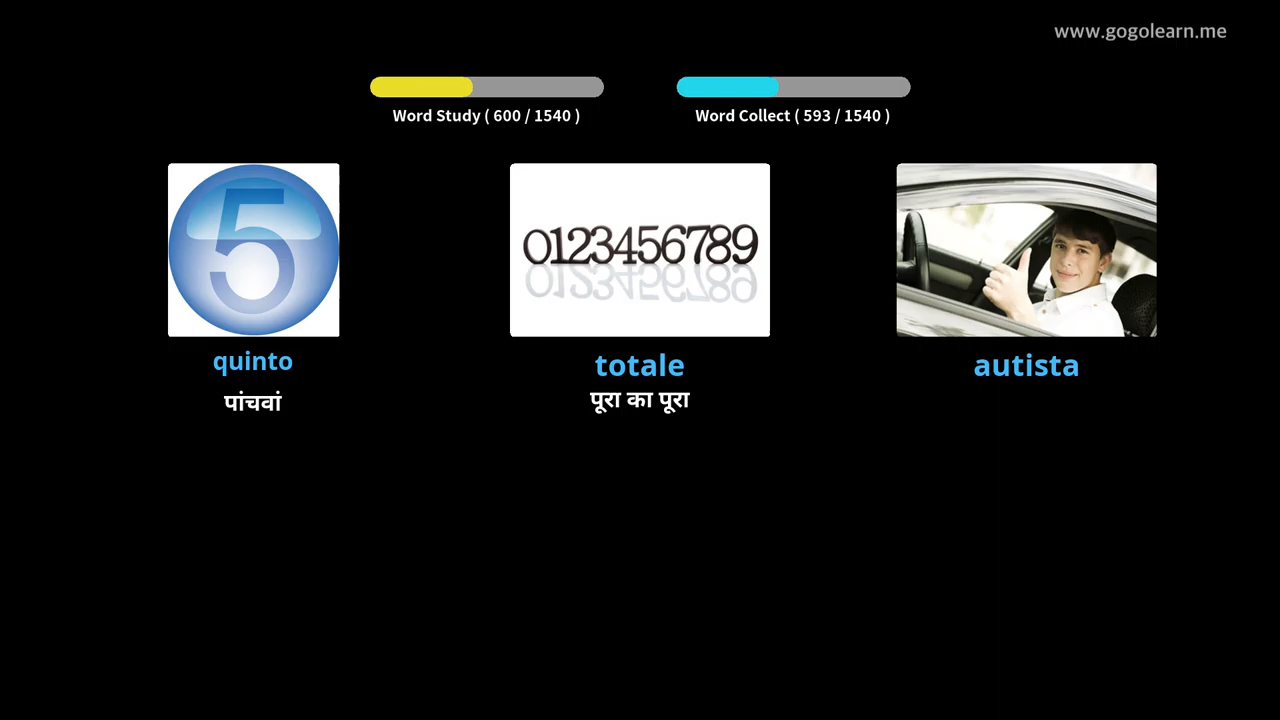 www.gogolearn.me
Word Study ( 600 / 1540 )
Word Collect ( 593 / 1540 )
5
0123456789
quinto
totale
autista
पांचवां
पूरा का पूरा